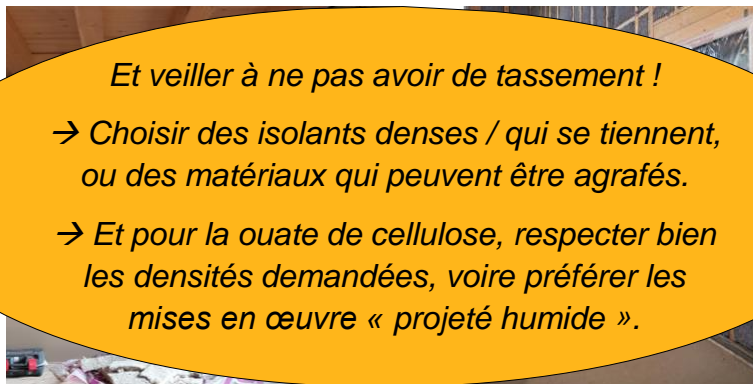 Et veiller à ne pas avoir de tassement !
→ Choisir des isolants denses / qui se tiennent,
ou des matériaux qui peuvent être agrafés.
→ Et pour la ouate de cellulose, respecter bien
les densités demandées, voire préférer les
mises en œuvre « projeté humide ».